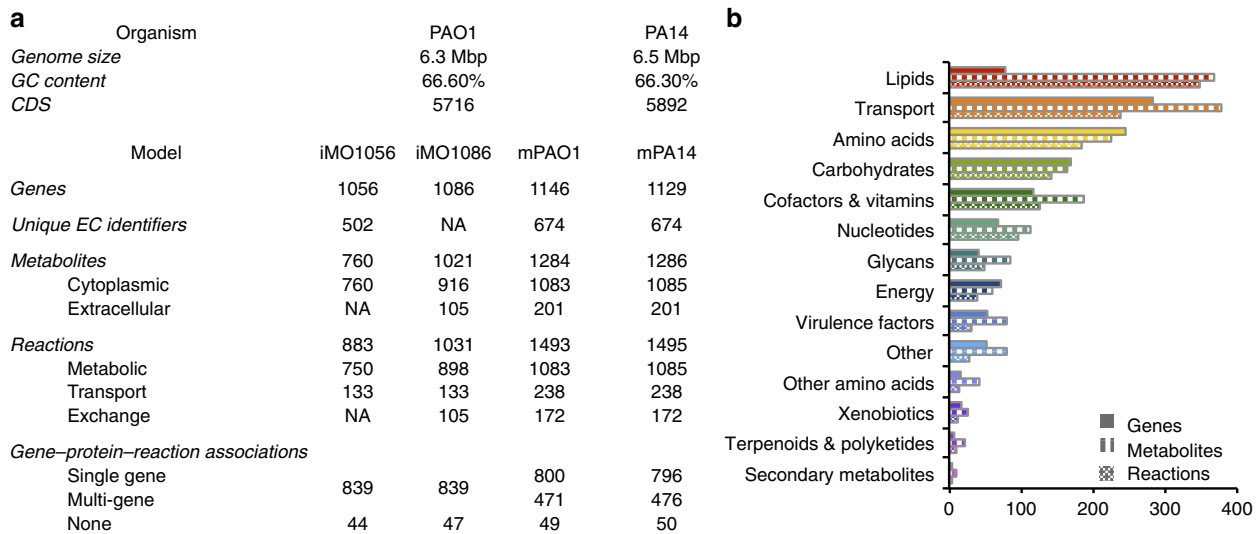 a
Organism PAO1 PA14
Genome size 6.3 Mbp 6.5 Mbp
GC content 66.60% 66.30%
CDS 5716 5892
Model iMO1056 iMO1086 mPAO1 mPA14
Genes 1056 1086 1146 1129
Unique EC identifiers 502 NA 674 674
Metabolites 760 1021 1284 1286
Cytoplasmic 760 916 1083 1085
Extracellular NA 105 201 201
Reactions 883 1031 1493 1495
Metabolic 750 898 1083 1085
Transport 133 133 238 238
Exchange NA 105 172 172
Gene–protein–reaction associations
Single gene 800 796
839 839
Multi-gene 471 476
None 44 47 49 50
b
Lipids
Transport
Amino acids
Carbohydrates
Cofactors & vitamins
Nucleotides
Glycans
Energy
Virulence factors
Other
Other amino acids
Xenobiotics
Terpenoids & polyketides
Secondary metabolites
Genes
Metabolites
Reactions
0 100 200 300 400